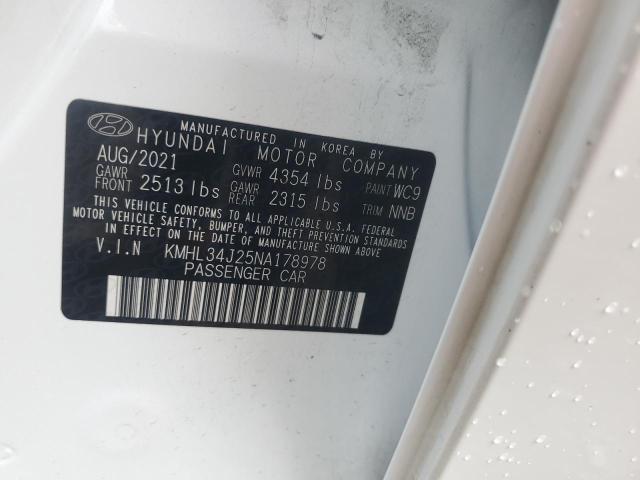 MANUFACTURED IN KOREA BY
HYUNDAI MOTOR COMPANY
AUG/2021 GVWR 4354 lbs PAINT WC9
GAWR FRONT 2513 lbs GAWR REAR 2315 lbs TRIM NNB
THIS VEHICLE CONFORMS TO ALL APPLICABLE U.S.A. FEDERAL
MOTOR VEHICLE SAFETY, BUMPER, AND THEFT PREVENTION STANDARDS
IN EFFECT ON THE DATE OF MANUFACTURE SHOWN ABOVE
V.I.N KMHL34J25NA178978
PASSENGER CAR